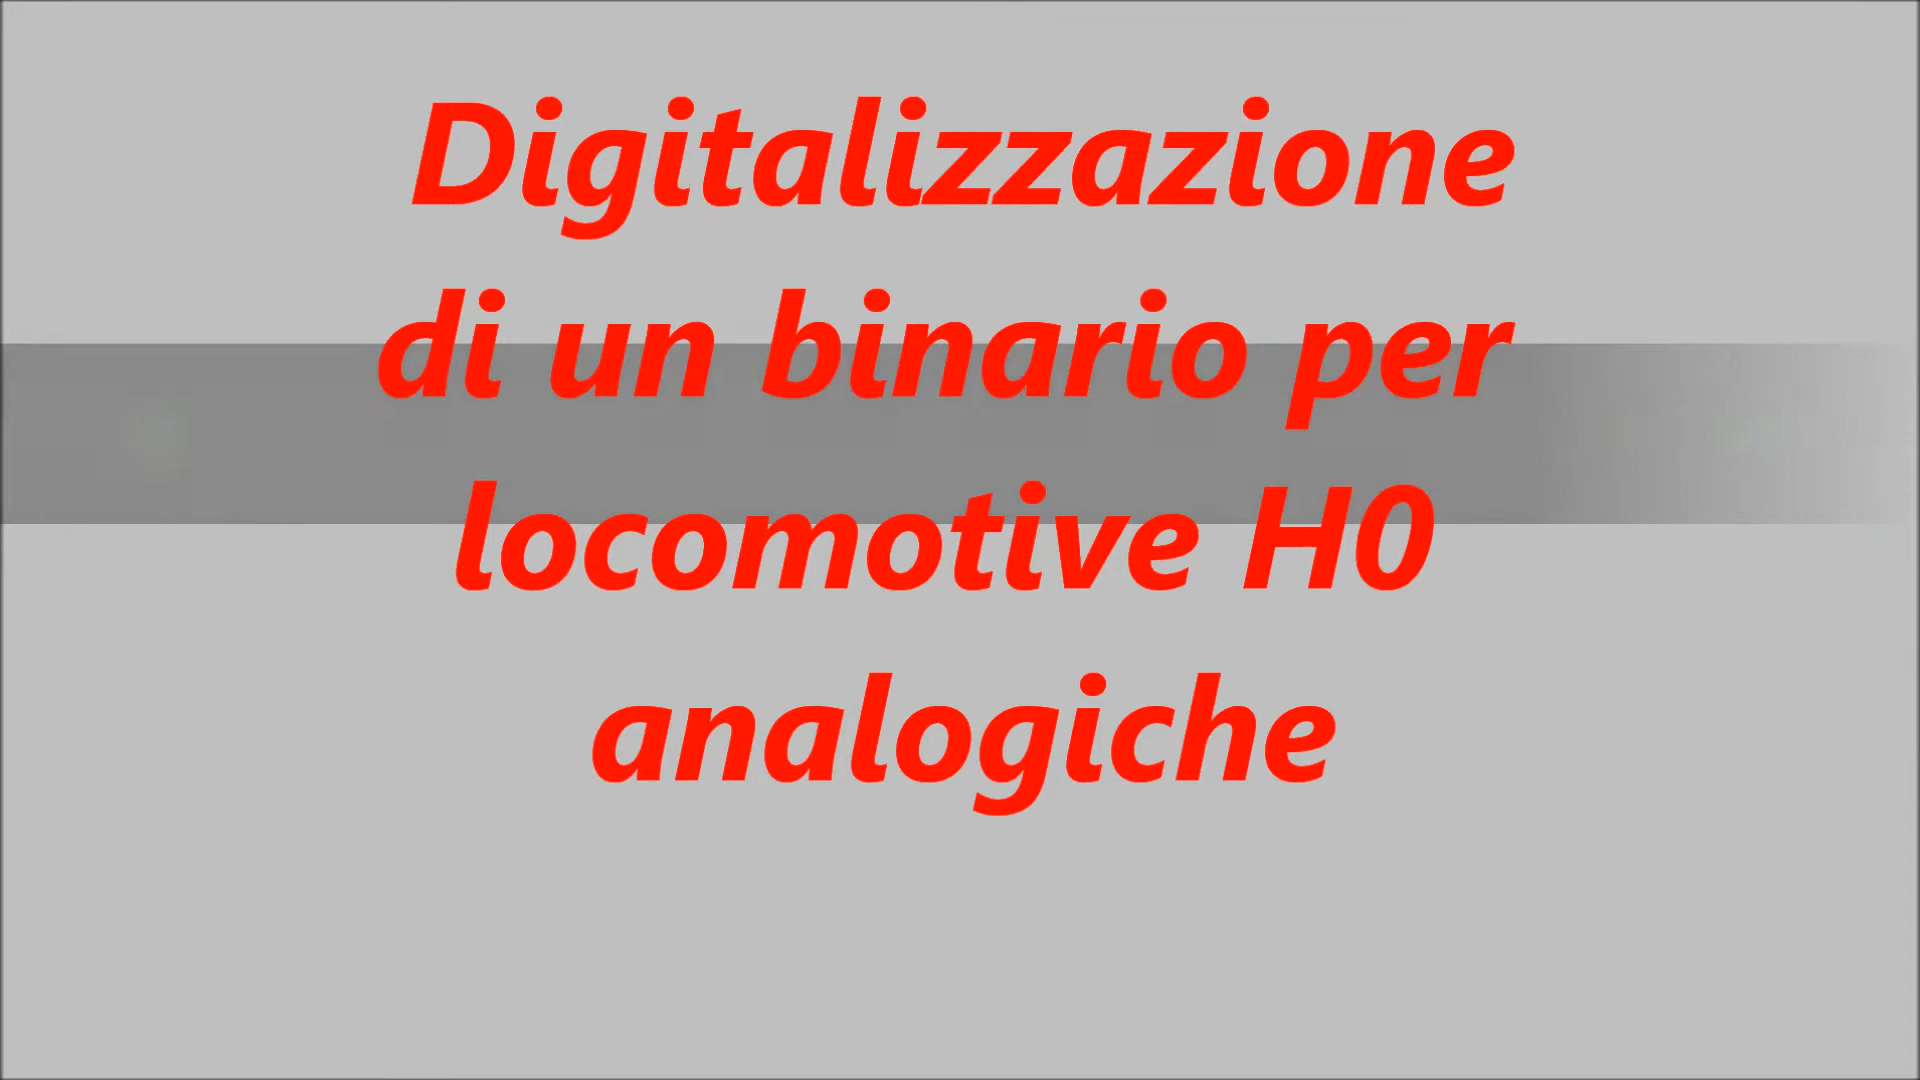 Digitalizzazione
di un binario per
locomotive H0
analogiche